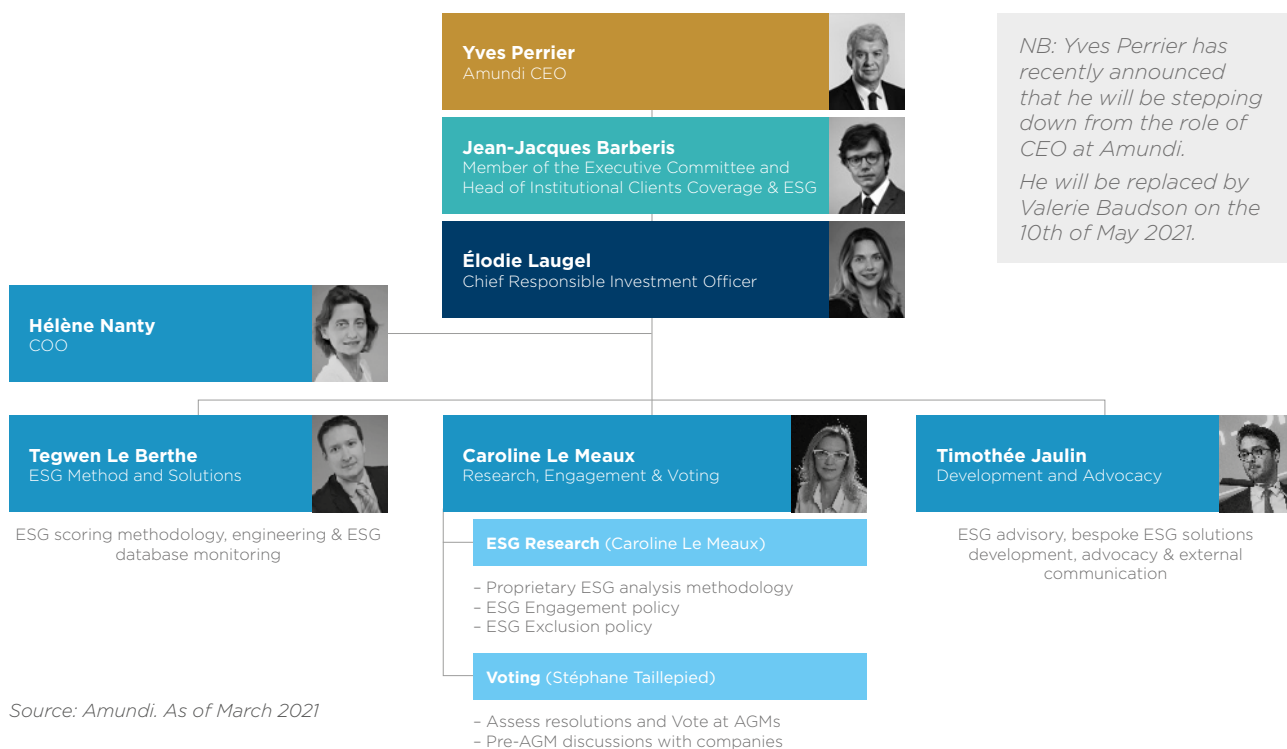 Yves Perrier
Amundi CEO
NB: Yves Perrier has
recently announced
that he will be stepping
down from the role of
CEO at Amundi.
He will be replaced by
Valerie Baudson on the
10th of May 2021.
Jean-Jacques Barberis
Member of the Executive Committee and
Head of Institutional Clients Coverage & ESG
Élodie Laugel
Chief Responsible Investment Officer
Hélène Nanty
COO
Tegwen Le Berthe
ESG Method and Solutions
ESG scoring methodology, engineering & ESG
database monitoring
Caroline Le Meaux
Research, Engagement & Voting
ESG Research (Caroline Le Meaux)
– Proprietary ESG analysis methodology
– ESG Engagement policy
– ESG Exclusion policy
Voting (Stéphane Taillepied)
– Assess resolutions and Vote at AGMs
– Pre-AGM discussions with companies
Timothée Jaulin
Development and Advocacy
ESG advisory, bespoke ESG solutions
development, advocacy & external
communication
Source: Amundi. As of March 2021